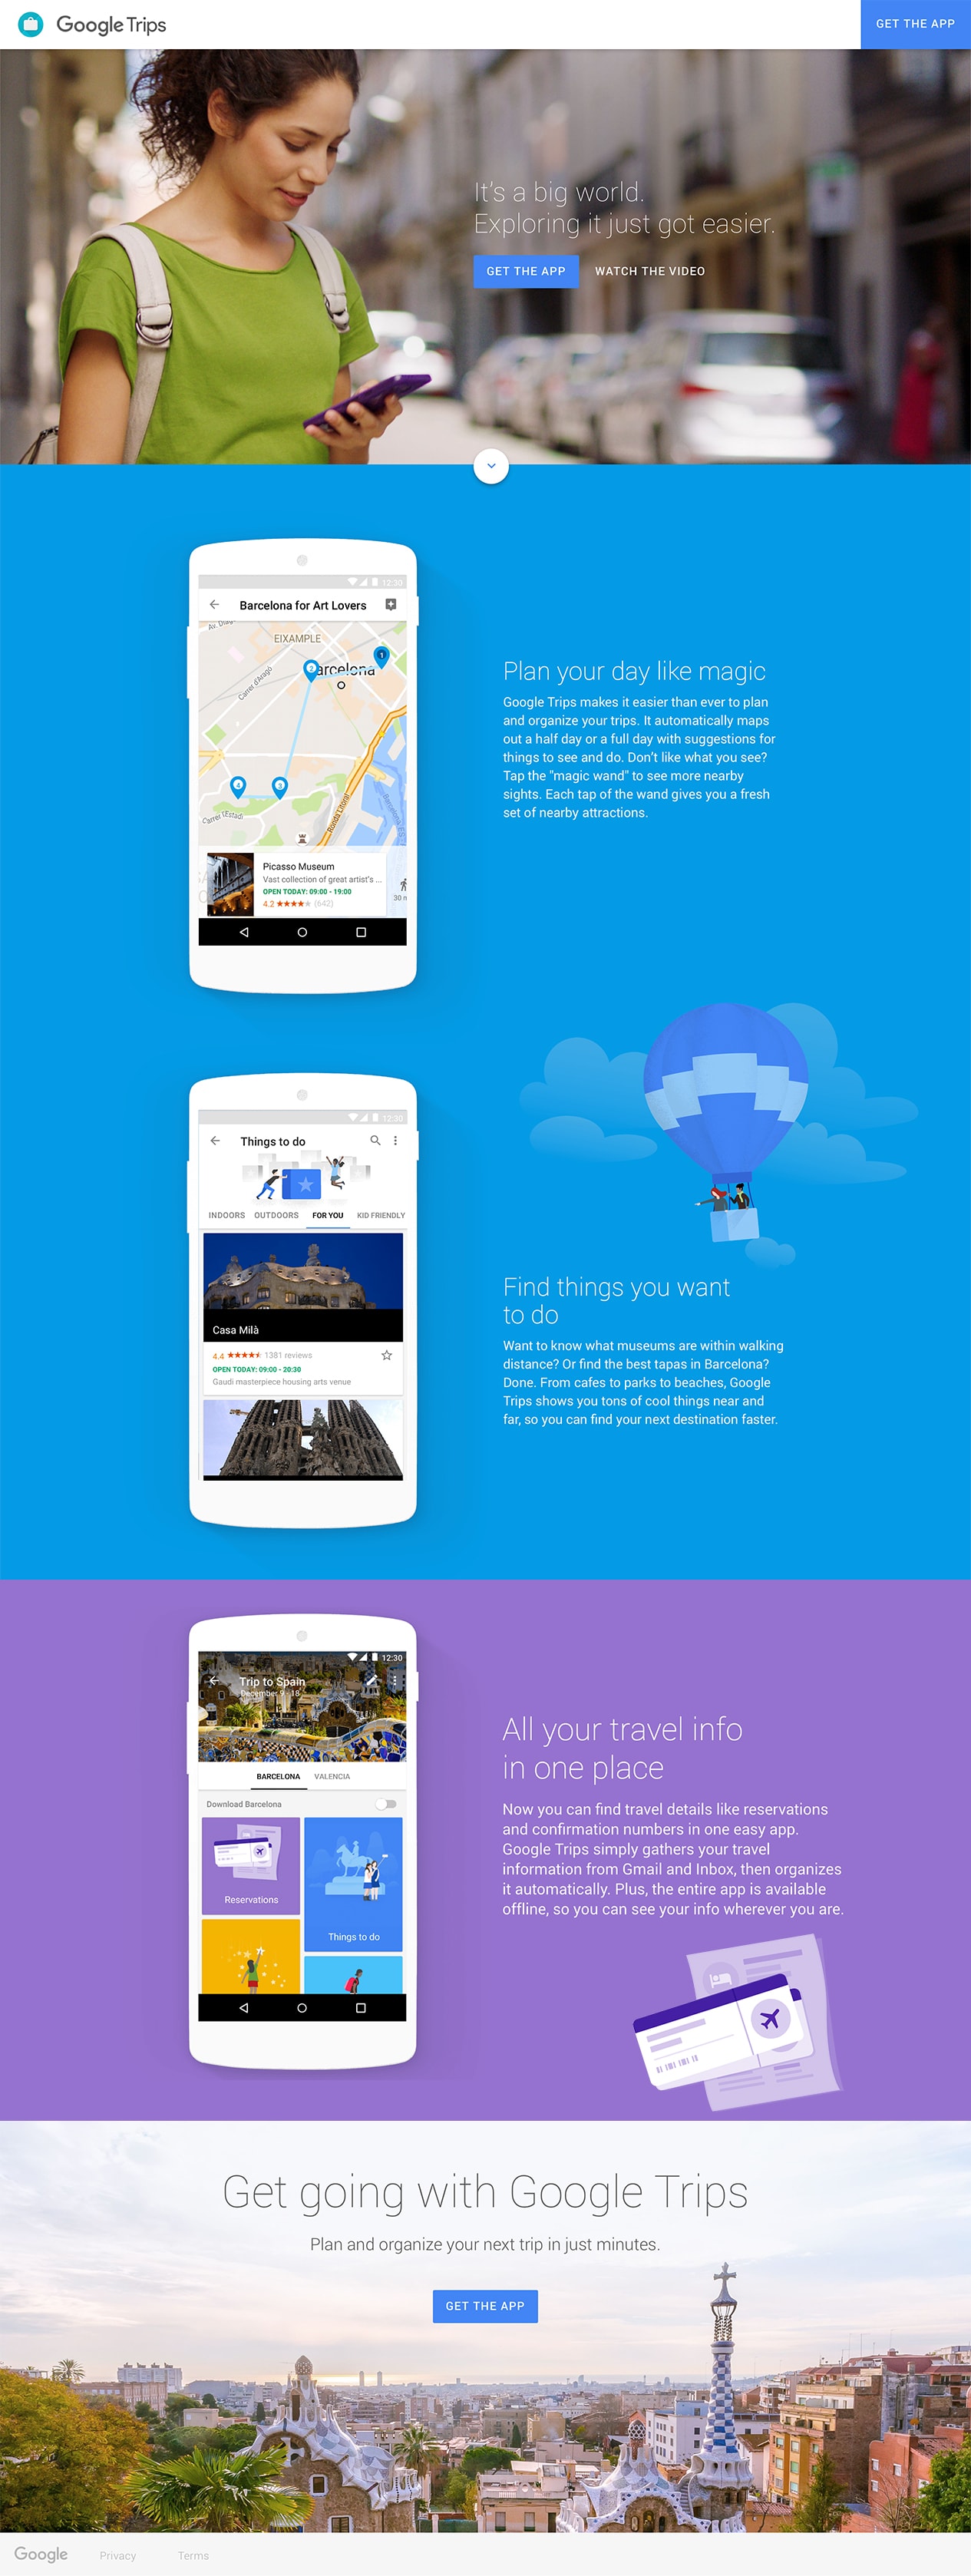 Google Trips
GET THE APP
It's a big world.
Exploring it just got easier.
GET THE APP
WATCH THE VIDEO
12:30
Barcelona for Art Lovers
EIXAMPLE
Carrer d'Aragó
Barcelona
1
2
3
4
Ronda Litoral
Picasso Museum
Vast collection of great artist's ...
OPEN TODAY: 09:00 - 19:00
4.2 (642)
Plan your day like magic
Google Trips makes it easier than ever to plan
and organize your trips. It automatically maps
out a half day or a full day with suggestions for
things to see and do. Don't like what you see?
Tap the "magic wand" to see more nearby
sights. Each tap of the wand gives you a fresh
set of nearby attractions.
12:30
Things to do
INDOORS OUTDOORS FOR YOU KID FRIENDLY
Casa Milà
4.4 1381 reviews
OPEN TODAY: 09:00 - 20:30
Gaudi masterpiece housing arts venue
Find things you want
to do
Want to know what museums are within walking
distance? Or find the best tapas in Barcelona?
Done. From cafes to parks to beaches, Google
Trips shows you tons of cool things near and
far, so you can find your next destination faster.
12:30
Trip to Spain
December 9 - 18
BARCELONA VALENCIA
Download Barcelona
Reservations
Things to do
All your travel info
in one place
Now you can find travel details like reservations
and confirmation numbers in one easy app.
Google Trips simply gathers your travel
information from Gmail and Inbox, then organizes
it automatically. Plus, the entire app is available
offline, so you can see your info wherever you are.
Get going with Google Trips
Plan and organize your next trip in just minutes.
GET THE APP
Google
Privacy
Terms